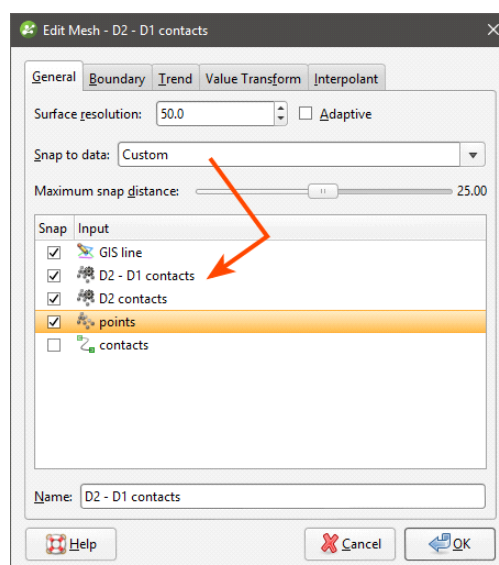 Edit Mesh - D2 - D1 contacts
General Boundary Trend Value Transform Interpolant
Surface resolution: 50.0 Adaptive
Snap to data: Custom
Maximum snap distance: 25.00
Snap Input
GIS line
D2 - D1 contacts
D2 contacts
points
contacts
Name: D2 - D1 contacts
Help Cancel OK